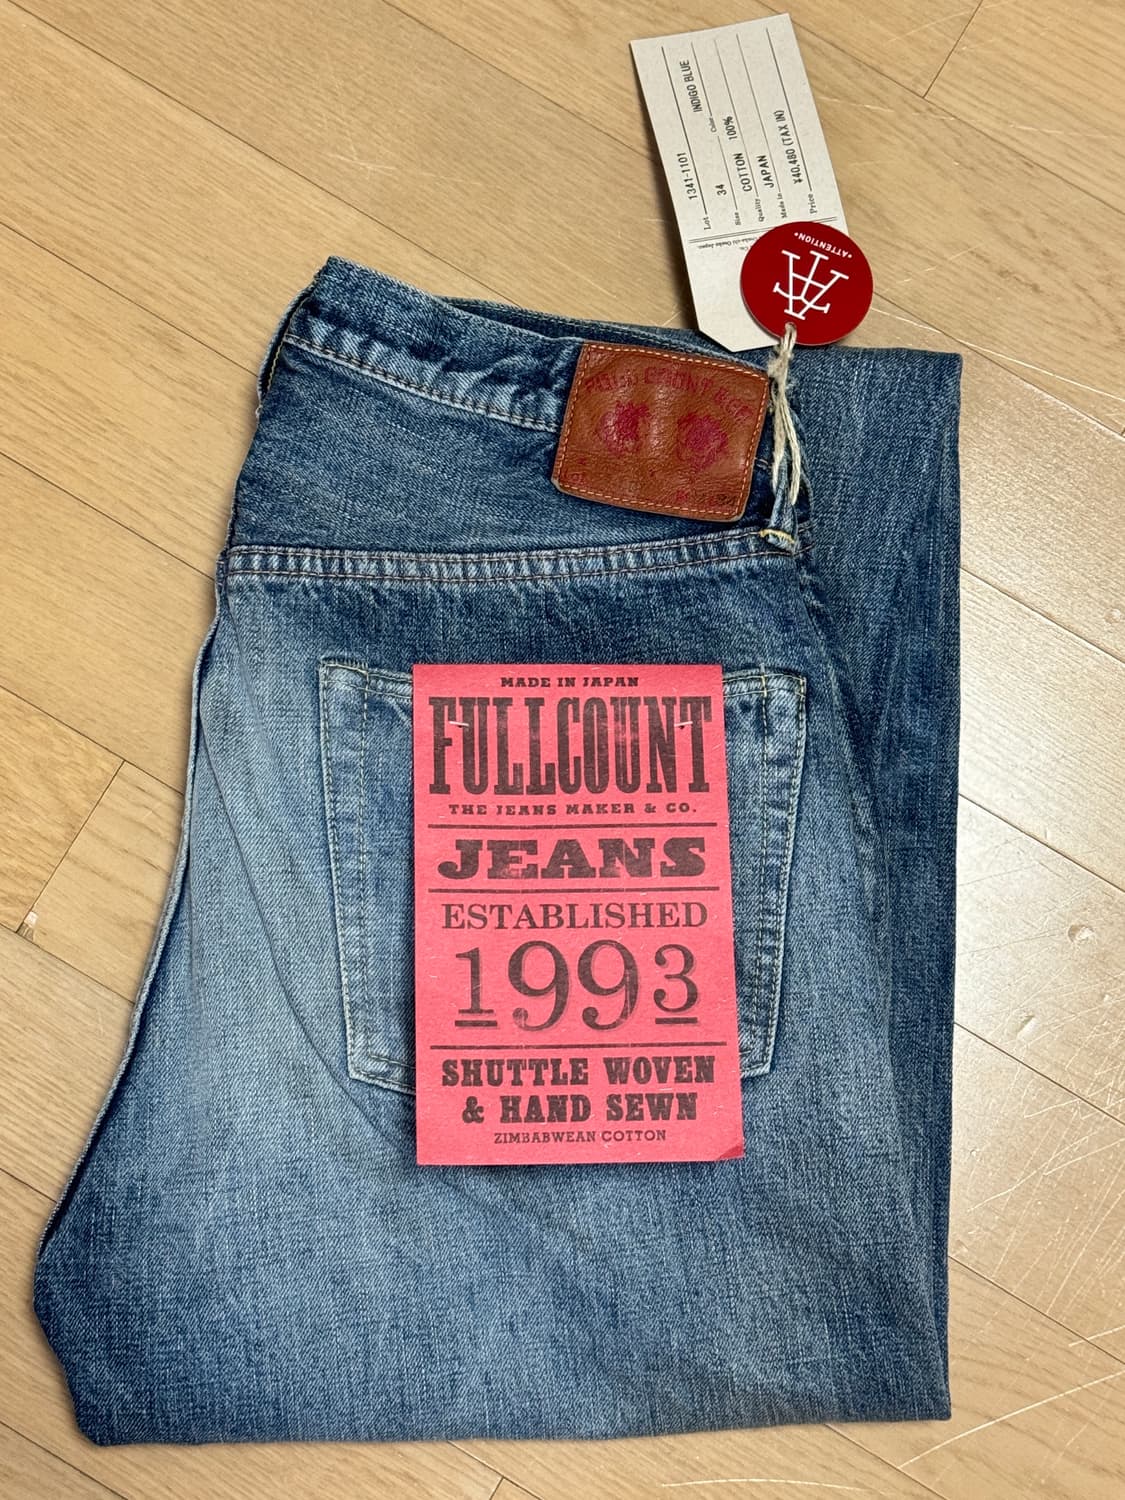 Lot 1341-1101
Color INDIGO BLUE
Size 34
Quality COTTON 100%
Made in JAPAN
Price ¥40,480 (TAX IN)
*ATTENTION*
MADE IN JAPAN
FULLCOUNT
THE JEANS MAKER & CO.
JEANS
ESTABLISHED
1993
SHUTTLE WOVEN
& HAND SEWN
ZIMBABWEAN COTTON